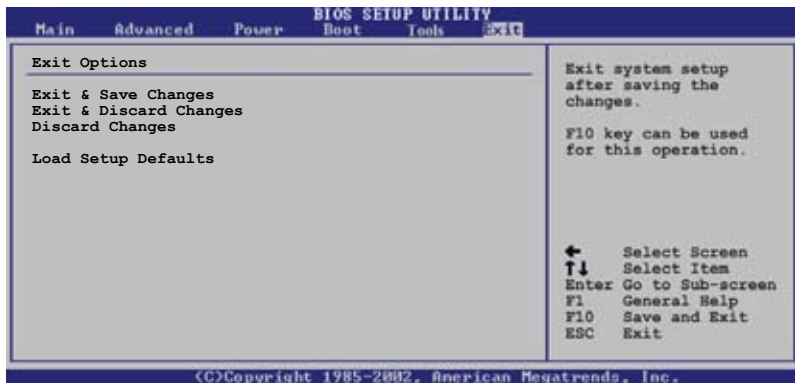 BIOS SETUP UTILITY
Main Advanced Power Boot Tools Exit
Exit Options
Exit & Save Changes
Exit & Discard Changes
Discard Changes
Load Setup Defaults
Exit system setup
after saving the
changes.
F10 key can be used
for this operation.
← Select Screen
↑↓ Select Item
Enter Go to Sub-screen
F1 General Help
F10 Save and Exit
ESC Exit
(C)Copyright 1985-2002, American Megatrends, Inc.